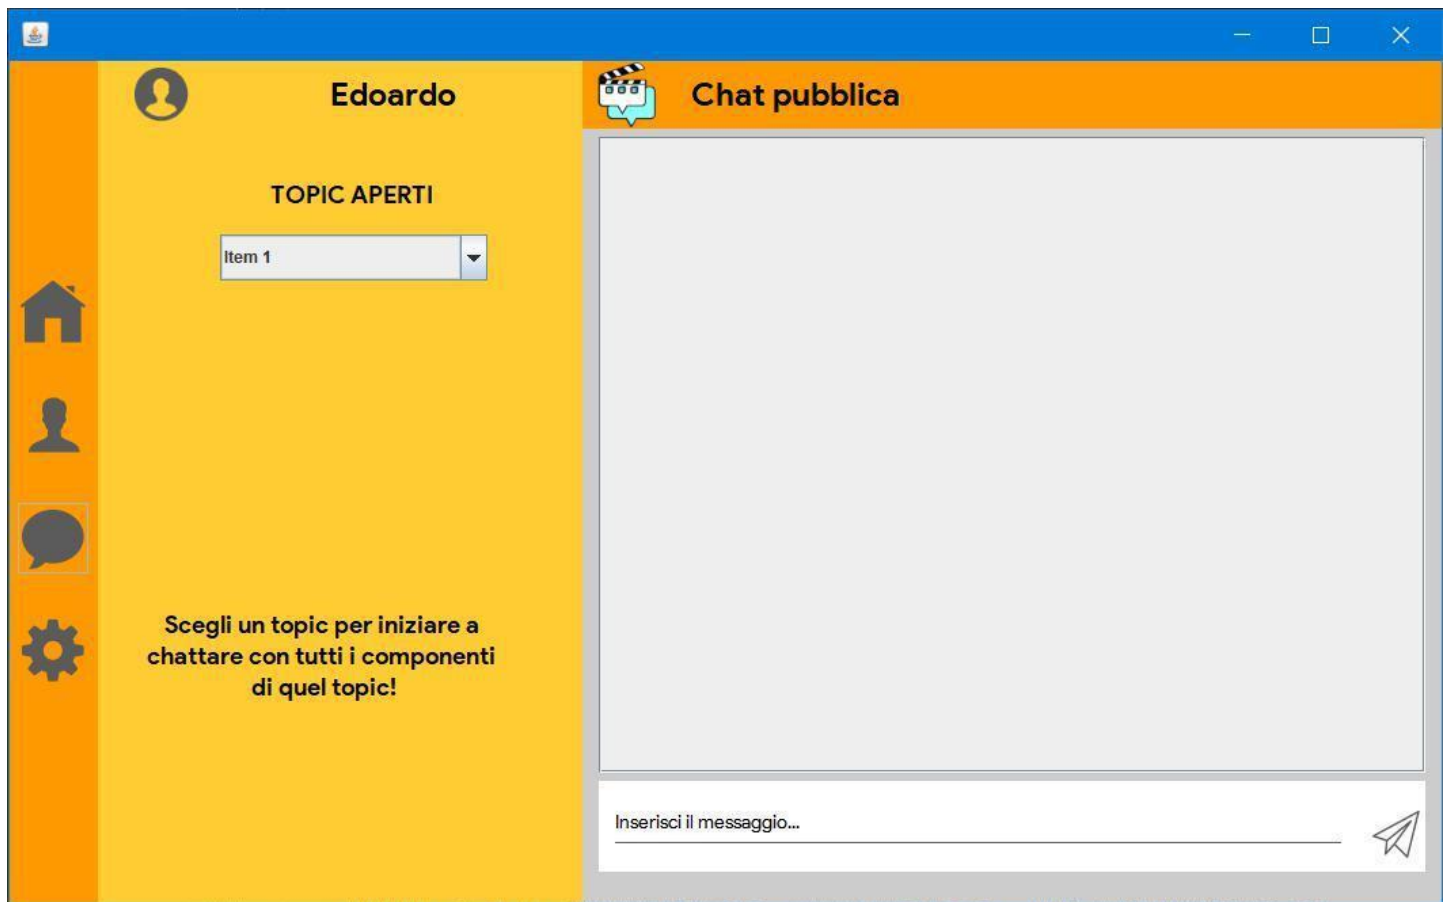 Edoardo
Chat pubblica
TOPIC APERTI
Item 1
Scegli un topic per iniziare a
chattare con tutti i componenti
di quel topic!
Inserisci il messaggio...